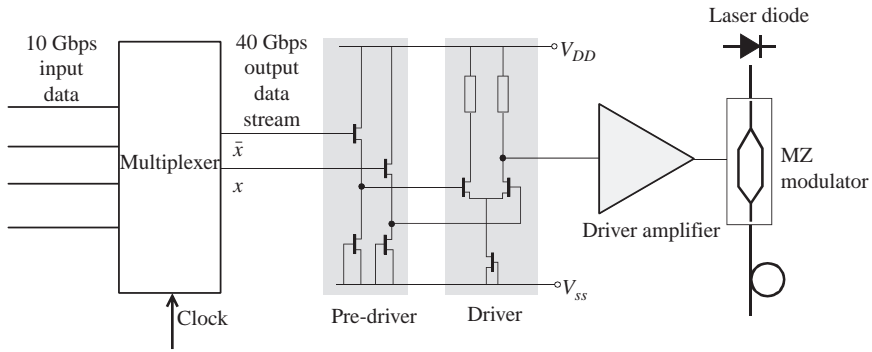 Laser diode
10 Gbps
input
data
40 Gbps
output
data
stream
V_DD
Multiplexer
x̄
x
MZ
modulator
Driver amplifier
V_ss
Clock
Pre-driver
Driver